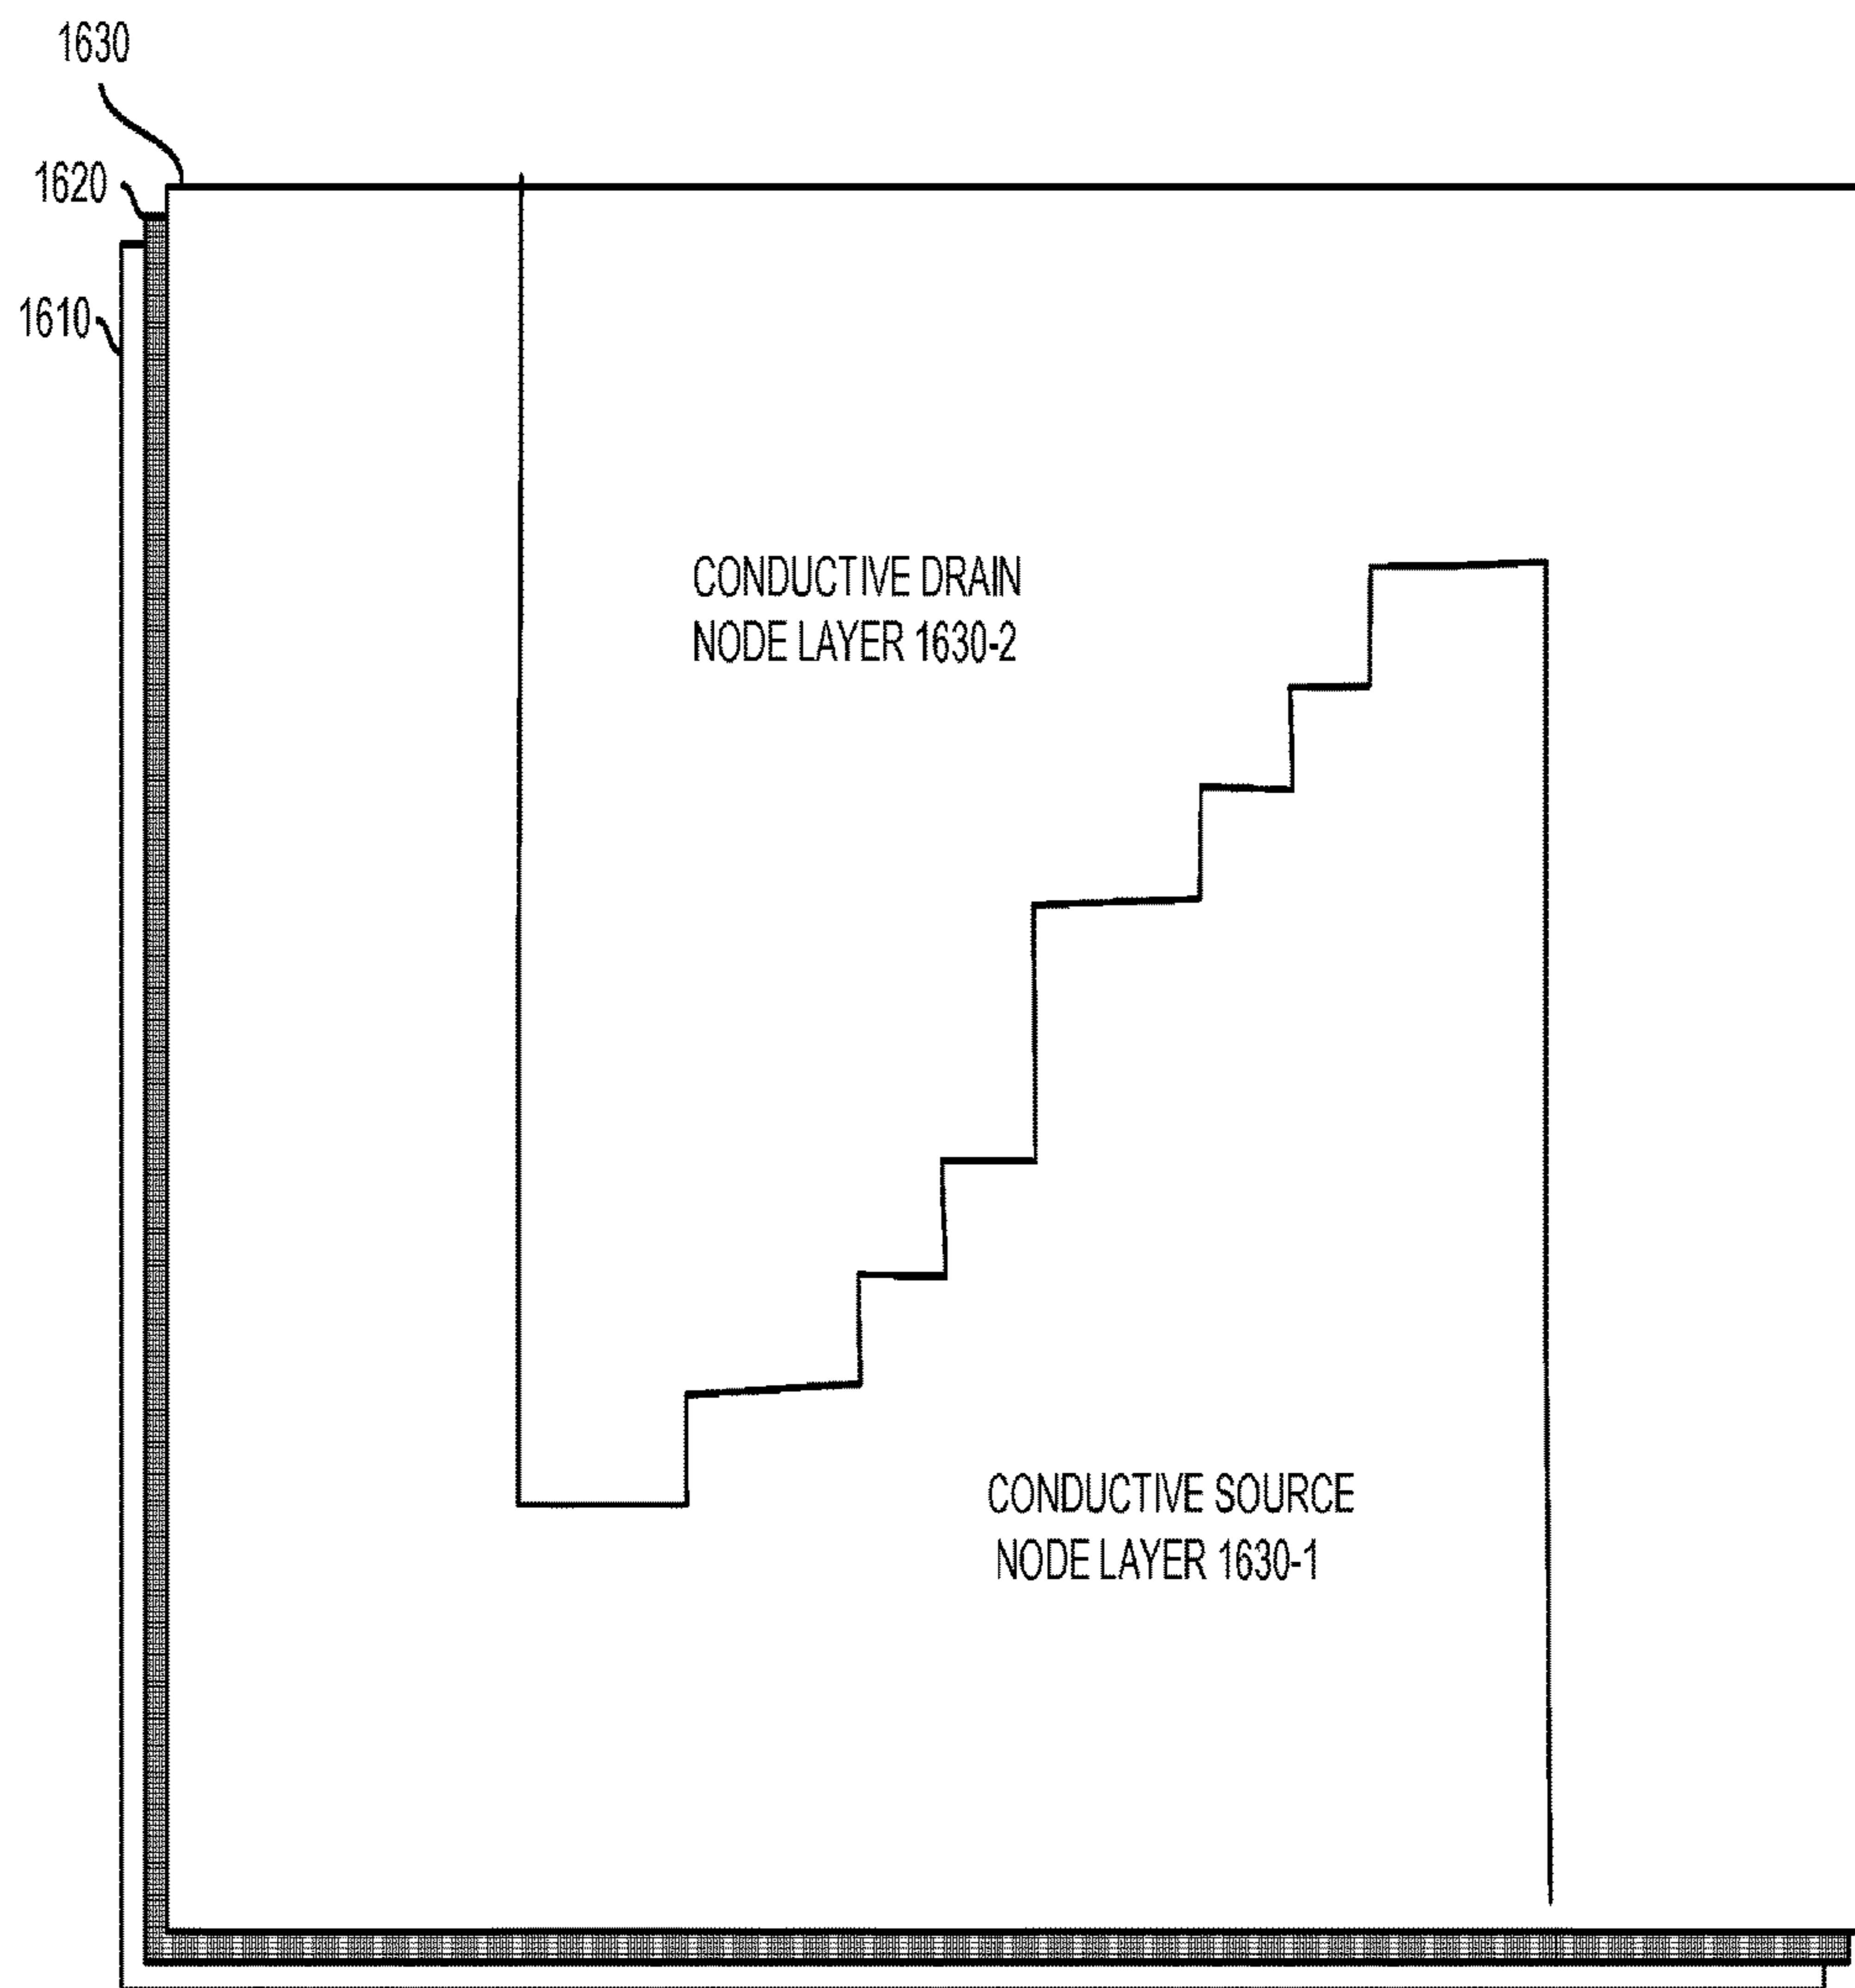 1630
1620
1610
CONDUCTIVE DRAIN
NODE LAYER 1630-2
CONDUCTIVE SOURCE
NODE LAYER 1630-1